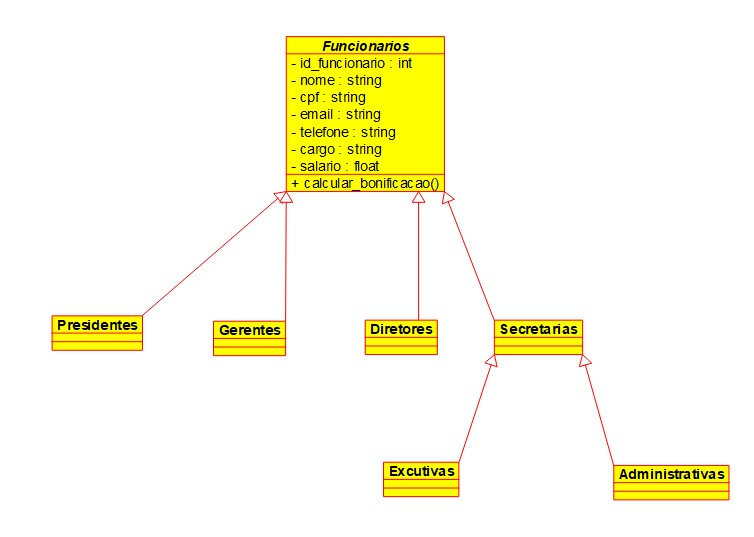 Funcionarios
- id_funcionario : int
- nome : string
- cpf : string
- email : string
- telefone : string
- cargo : string
- salario : float
+ calcular_bonificacao()
Presidentes
Gerentes
Diretores
Secretarias
Excutivas
Administrativas